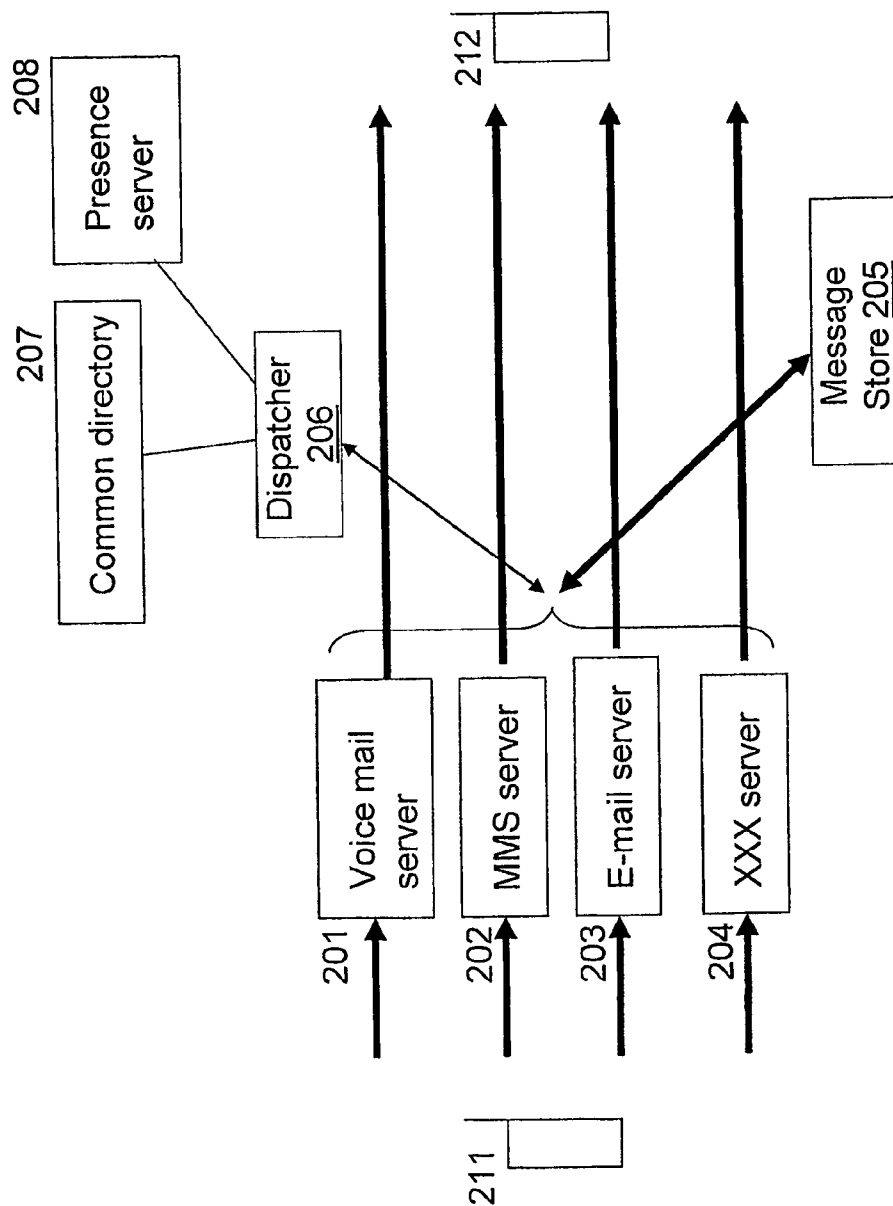 208
Presence
server
207
Common directory
Dispatcher
206
212
201
Voice mail
server
202
MMS server
203
E-mail server
204
XXX server
211
Message
Store 205